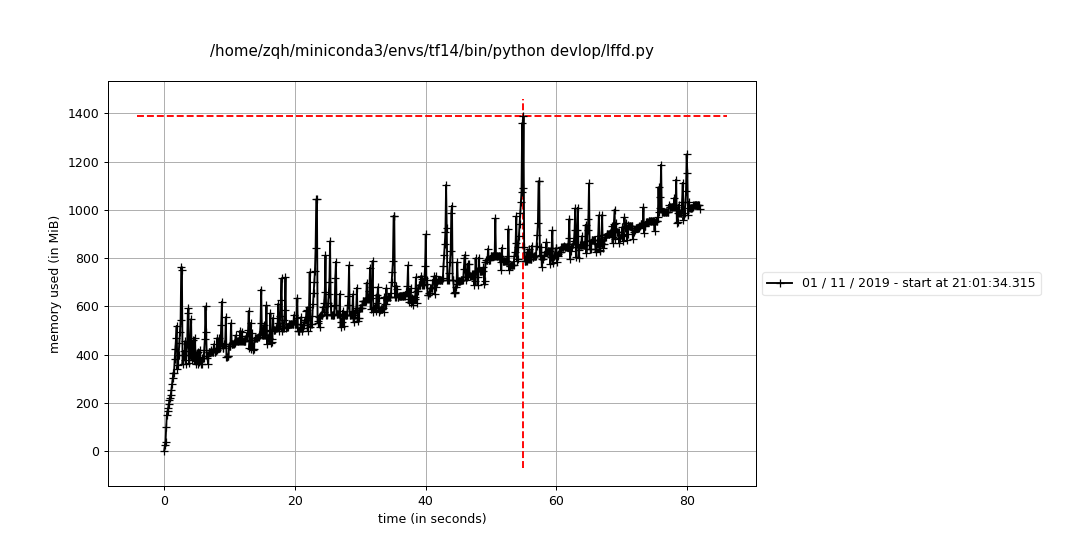 /home/zqh/miniconda3/envs/tf14/bin/python devlop/lffd.py
1400
1200
1000
800
600
400
200
0
memory used (in MiB)
0 20 40 60 80
time (in seconds)
01 / 11 / 2019 - start at 21:01:34.315